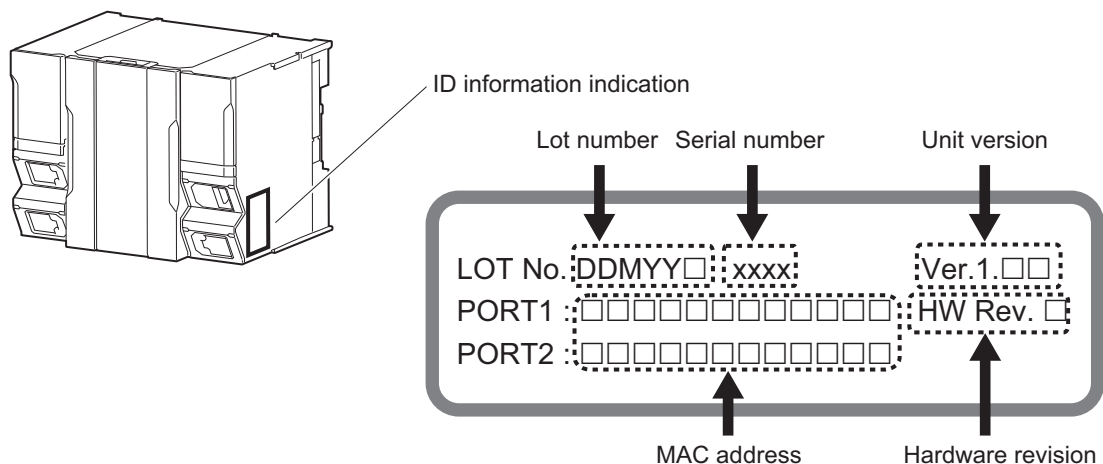 ID information indication
Lot number Serial number Unit version
LOT No. DDMYY□ xxxx Ver.1.□□
PORT1 : □□□□□□□□□□□□ HW Rev. □
PORT2 : □□□□□□□□□□□□
MAC address Hardware revision